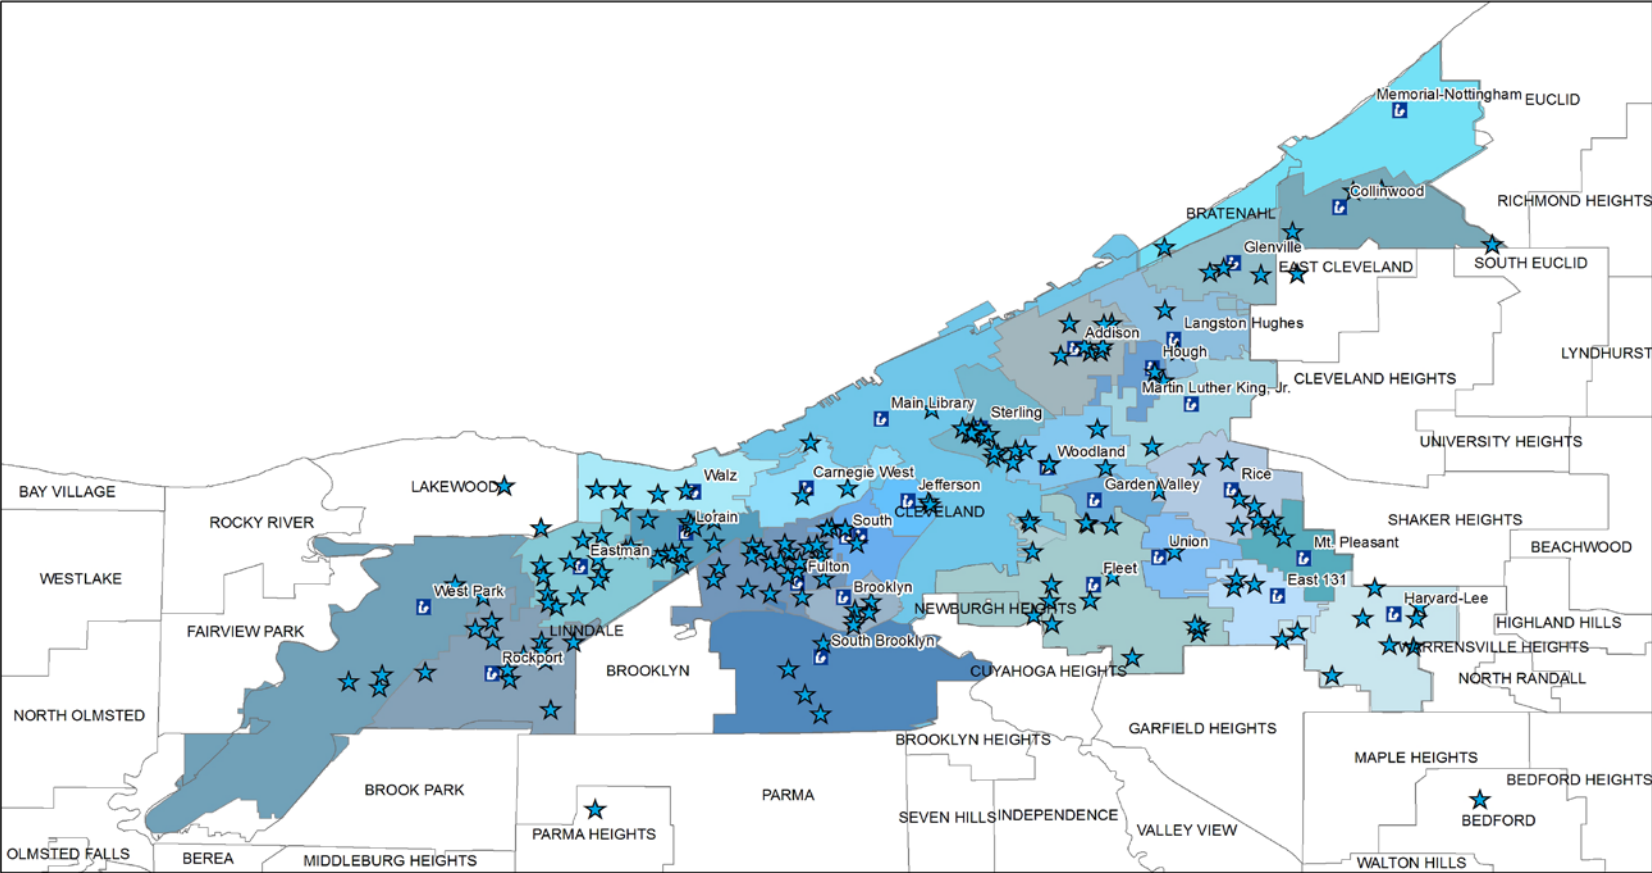 Memorial-Nottingham
EUCLID
Collinwood
RICHMOND HEIGHTS
BRATENAHL
Glenville
EAST CLEVELAND
SOUTH EUCLID
Langston Hughes
Addison
Hough
LYNDHURST
CLEVELAND HEIGHTS
Martin Luther King, Jr.
Main Library
Sterling
UNIVERSITY HEIGHTS
Woodland
Walz
Carnegie West
Rice
Jefferson
Garden Valley
BAY VILLAGE
LAKEWOOD
CLEVELAND
Lorain
South
SHAKER HEIGHTS
ROCKY RIVER
Union
Mt. Pleasant
BEECHWOOD
Eastman
Fulton
Fleet
WESTLAKE
East 131
West Park
Brooklyn
Harvard-Lee
NEWBURGH HEIGHTS
HIGHLAND HILLS
FAIRVIEW PARK
LINNDALE
South Brooklyn
WARRENSVILLE HEIGHTS
Rockport
BROOKLYN
CUYAHOGA HEIGHTS
NORTH RANDALL
NORTH OLMSTED
GARFIELD HEIGHTS
BROOKLYN HEIGHTS
MAPLE HEIGHTS
BEDFORD HEIGHTS
BROOK PARK
PARMA
SEVEN HILLS
INDEPENDENCE
BEDFORD
PARMA HEIGHTS
VALLEY VIEW
OLMSTED FALLS
BEREA
MIDDLEBURG HEIGHTS
WALTON HILLS